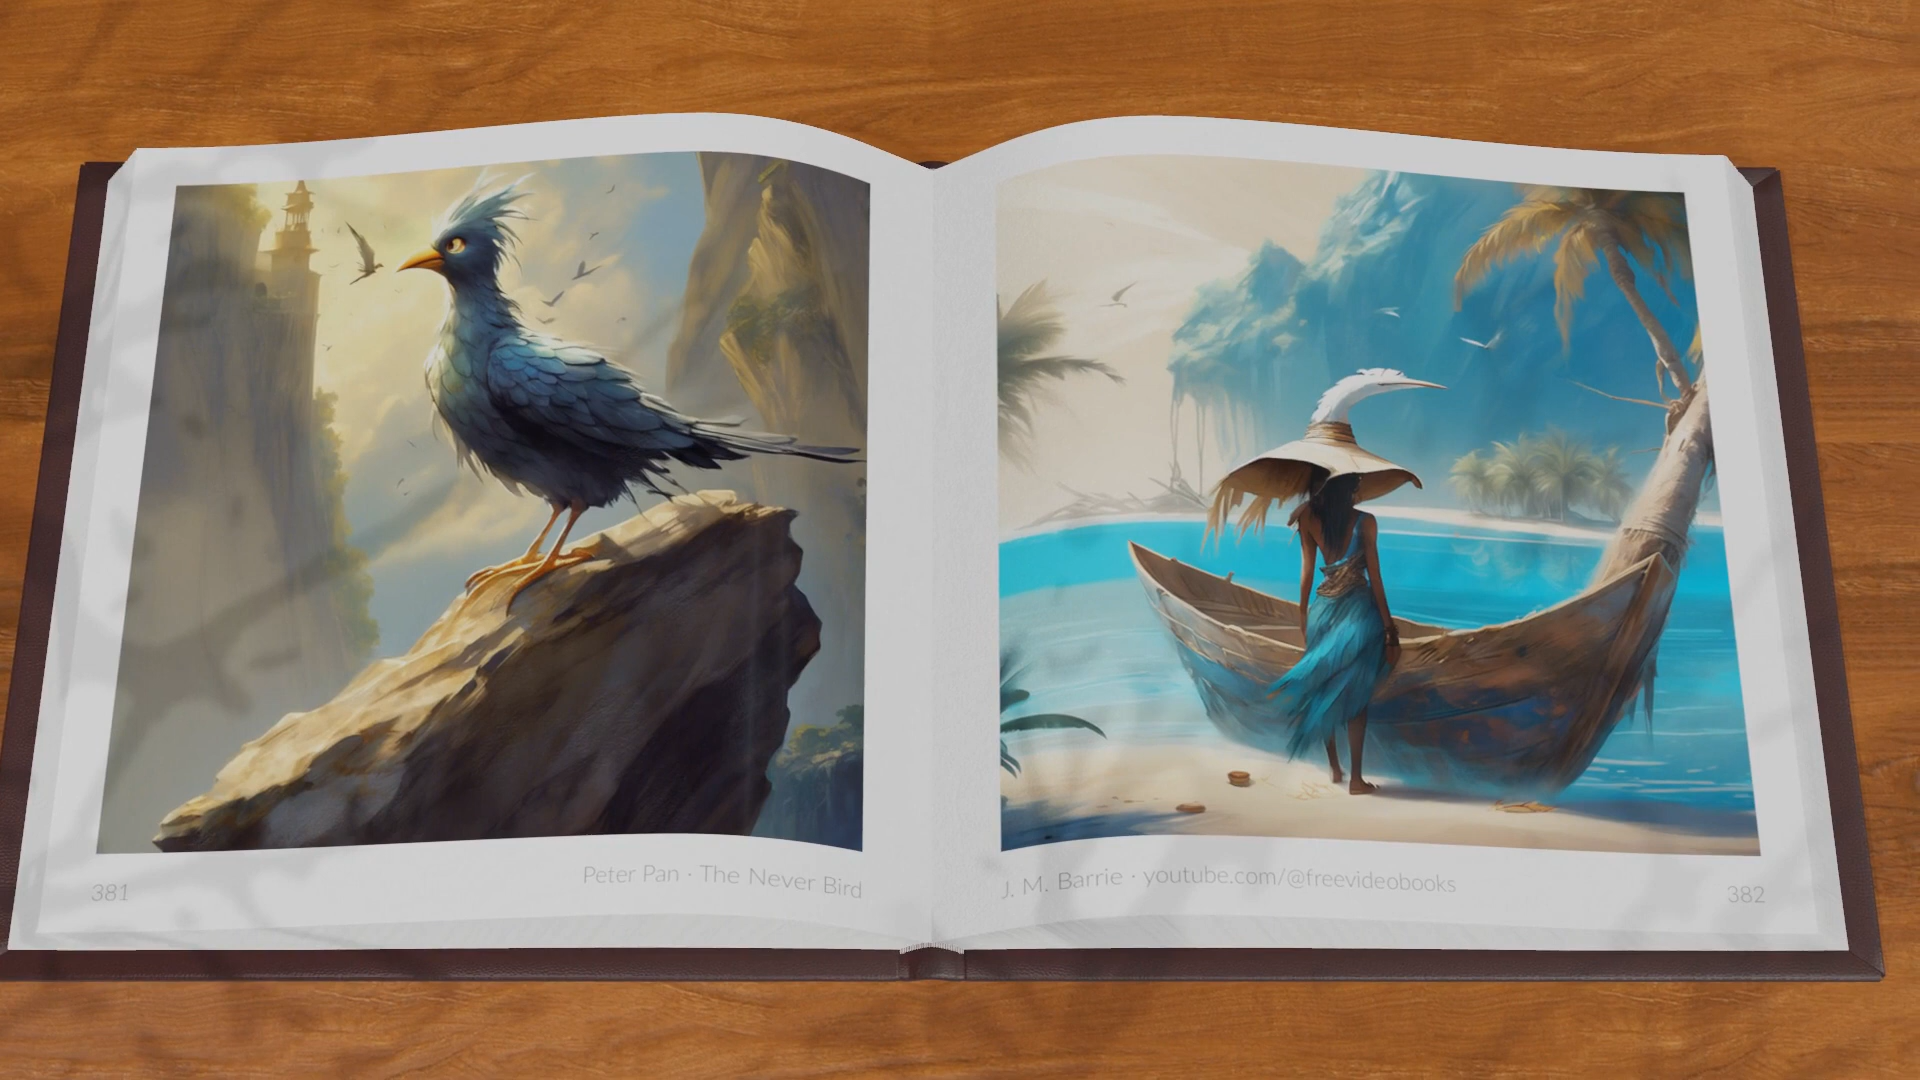 Peter Pan · The Never Bird
381
J. M. Barrie · youtube.com/@freevideobooks
382